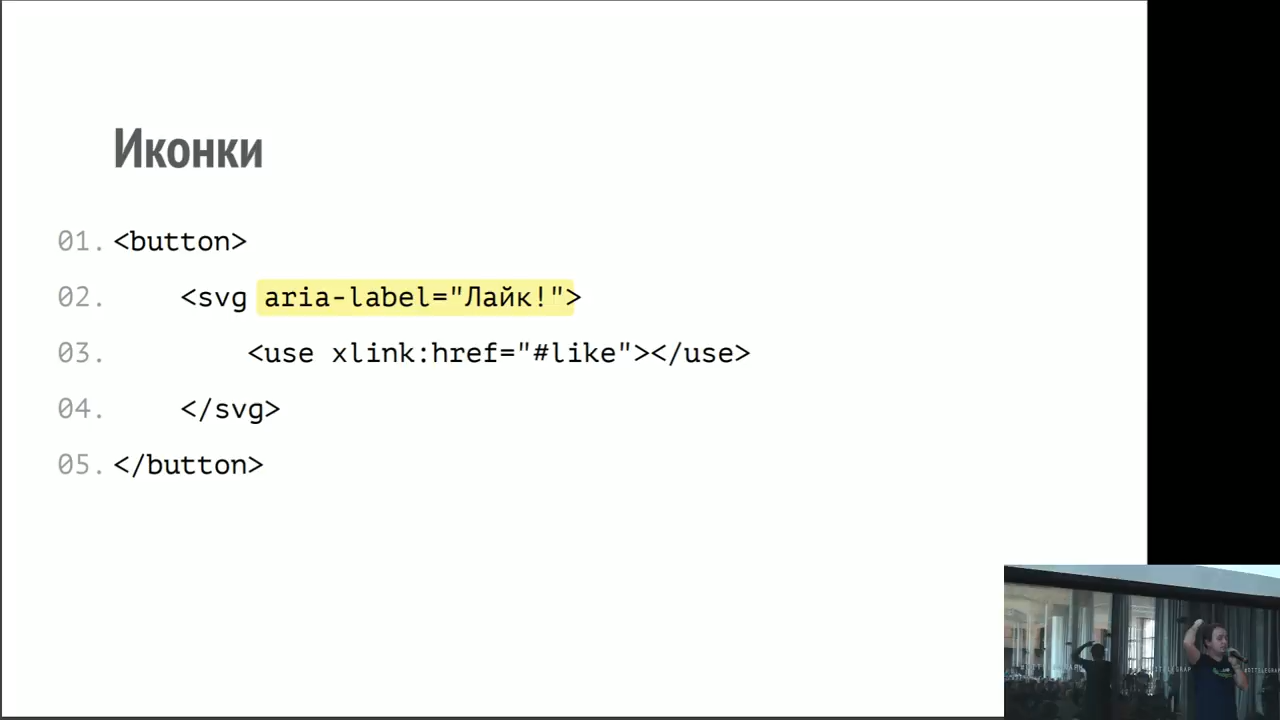 Иконки
01. <button>
02. <svg aria-label="Лайк!">
03. <use xlink:href="#like"></use>
04. </svg>
05. </button>